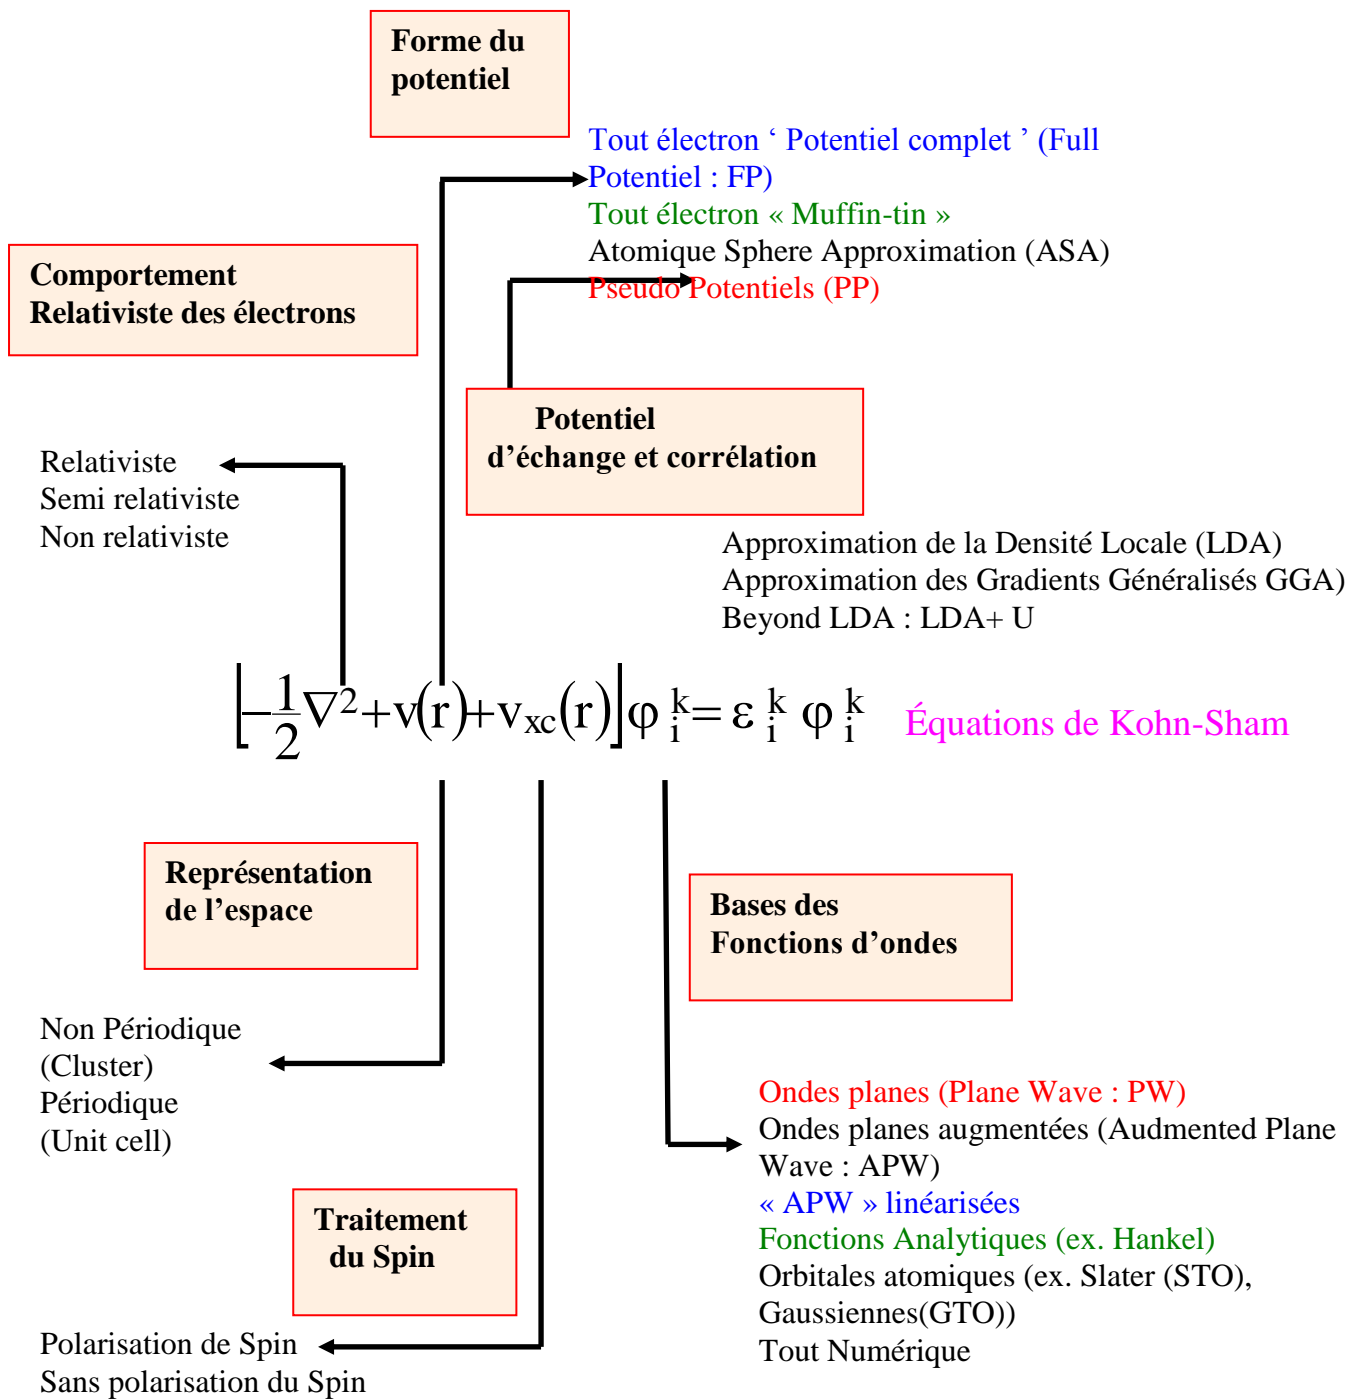 Forme du
potentiel
Tout électron ‘ Potentiel complet ’ (Full
Potentiel : FP)
Tout électron « Muffin-tin »
Atomique Sphere Approximation (ASA)
Pseudo Potentiels (PP)
Comportement
Relativiste des électrons
Potentiel
d’échange et corrélation
Relativiste
Semi relativiste
Non relativiste
Approximation de la Densité Locale (LDA)
Approximation des Gradients Généralisés GGA)
Beyond LDA : LDA+ U
[-1/2 ∇² + v(r) + v_xc(r)] φ_i^k = ε_i^k φ_i^k Équations de Kohn-Sham
Représentation
de l’espace
Bases des
Fonctions d’ondes
Non Périodique
(Cluster)
Périodique
(Unit cell)
Ondes planes (Plane Wave : PW)
Ondes planes augmentées (Audmented Plane
Wave : APW)
« APW » linéarisées
Fonctions Analytiques (ex. Hankel)
Orbitales atomiques (ex. Slater (STO),
Gaussiennes(GTO))
Tout Numérique
Traitement
du Spin
Polarisation de Spin
Sans polarisation du Spin